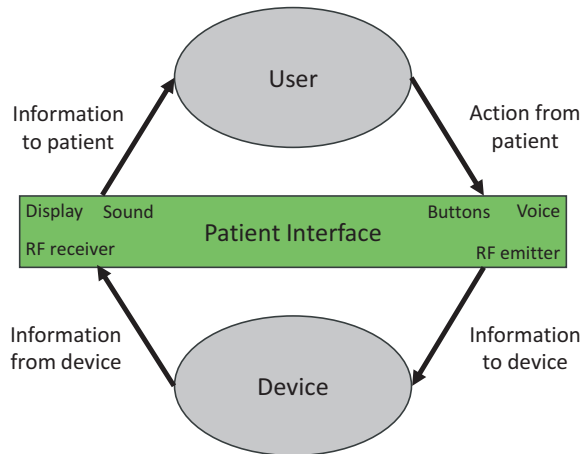 User
Information
to patient
Action from
patient
Display Sound
Buttons Voice
Patient Interface
RF receiver
RF emitter
Information
from device
Information
to device
Device